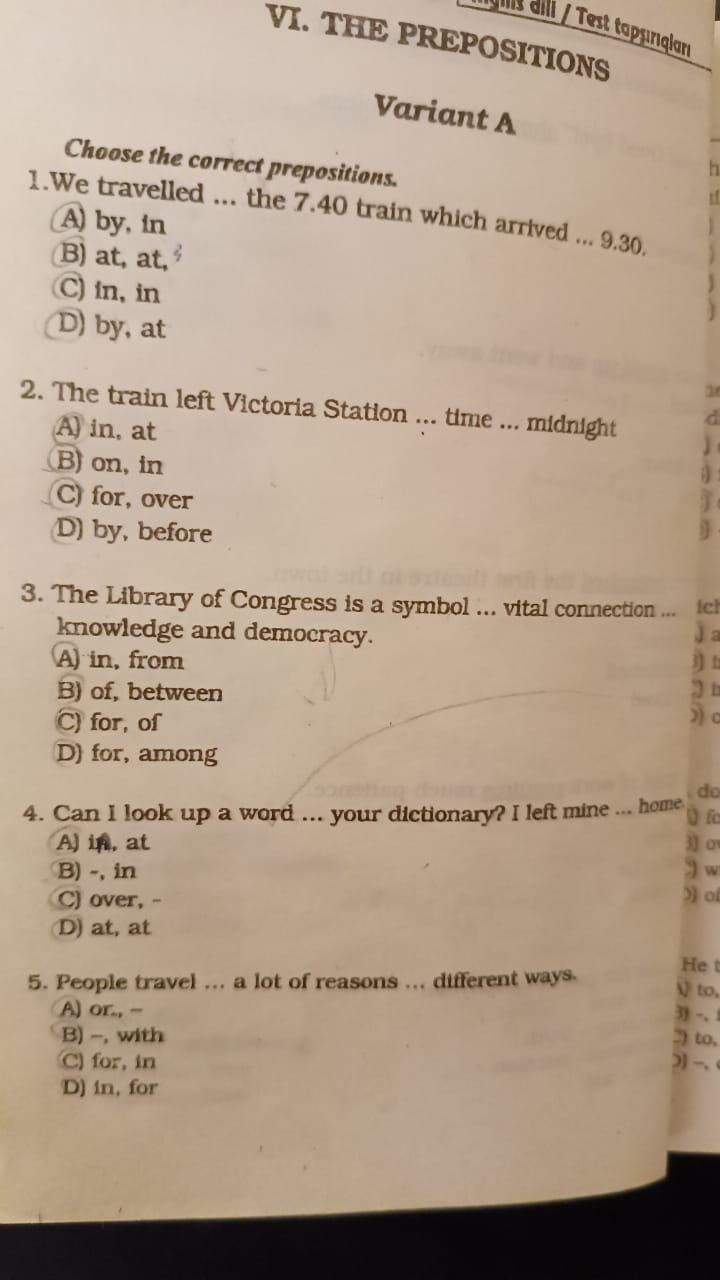 dili / Test tapşırıqları
VI. THE PREPOSITIONS
Variant A
Choose the correct prepositions.
1.We travelled ... the 7.40 train which arrived ... 9.30.
A) by, in
B) at, at,
C) in, in
D) by, at
2. The train left Victoria Station ... time ... midnight
A) in, at
B) on, in
C) for, over
D) by, before
3. The Library of Congress is a symbol ... vital connection ...
knowledge and democracy.
A) in, from
B) of, between
C) for, of
D) for, among
4. Can I look up a word ... your dictionary? I left mine ... home.
A) in, at
B) -, in
C) over, -
D) at, at
5. People travel ... a lot of reasons ... different ways.
A) or., –
B) –, with
C) for, in
D) in, for
He
to,
to,